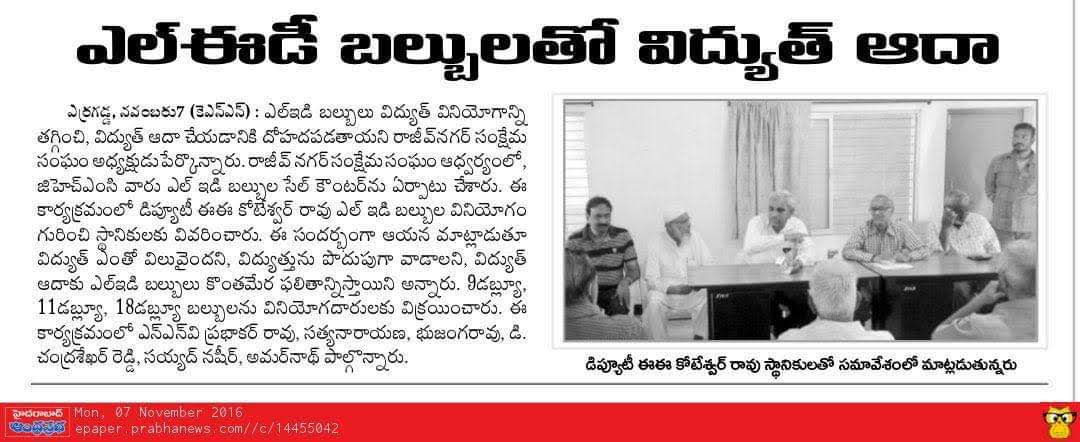 ఎల్ఈడీ బల్బులతో విద్యుత్ ఆదా
ఎర్రగడ్డ, నవంబరు7 (కెఎన్ఎన్) : ఎల్ఇడి బల్బులు విద్యుత్ వినియోగాన్ని
తగ్గించి, విద్యుత్ ఆదా చేయడానికి దోహదపడతాయని రాజీవ్‌నగర్ సంక్షేమ
సంఘం అధ్యక్షుడుపేర్కొన్నారు. రాజీవ్ నగర్ సంక్షేమ సంఘం ఆధ్వర్యంలో,
జిహెచ్ఎంసి వారు ఎల్ ఇడి బల్బుల సేల్ కౌంటర్‌ను ఏర్పాటు చేశారు. ఈ
కార్యక్రమంలో డిప్యూటీ ఈఈ కోటేశ్వర్ రావు ఎల్ ఇడి బల్బుల వినియోగం
గురించి స్థానికులకు వివరించారు. ఈ సందర్బంగా ఆయన మాట్లాడుతూ
విద్యుత్ ఎంతో విలువైందని, విద్యుత్తును పొదుపుగా వాడాలని, విద్యుత్
ఆదాకు ఎల్ఇడి బల్బులు కొంతమేర ఫలితాన్నిస్తాయిని అన్నారు. 9డబ్ల్యూ,
11డబ్ల్యూ, 18డబ్ల్యూ బల్బులను వినియోగదారులకు విక్రయించారు. ఈ
కార్యక్రమంలో ఎన్ఎన్‌వి ప్రభాకర్ రావు, సత్యనారాయణ, భుజంగరావు, డి.
చంద్రశేఖర్ రెడ్డి, సయ్యద్ నషీర్, అమర్‌నాథ్ పాల్గొన్నారు.
డిప్యూటీ ఈఈ కోటేశ్వర్ రావు స్థానికులతో సమావేశంలో మాట్లడుతున్నరు
హైదరాబాద్
ఆంధ్రప్రభ
Mon, 07 November 2016
epaper.prabhanews.com//c/14455042